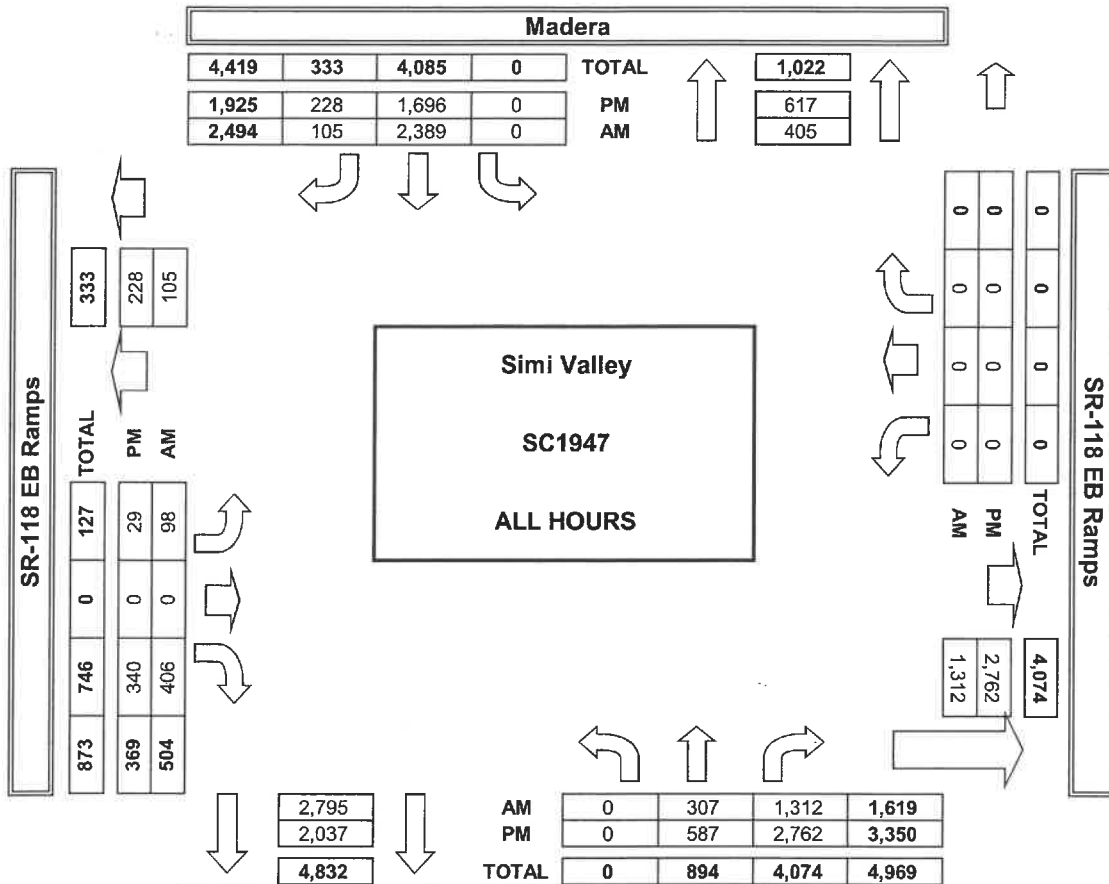 Madera
4,419 333 4,085 0 TOTAL 1,022
1,925 228 1,696 0 PM 617
2,494 105 2,389 0 AM 405
SR-118 EB Ramps
333 228 105
TOTAL PM AM
127 29 98
0 0 0
746 340 406
873 369 504
Simi Valley
SC1947
ALL HOURS
0 0 0
0 0 0
0 0 0
0 0 0
AM PM TOTAL
1,312 2,762 4,074
SR-118 EB Ramps
2,795 AM 0 307 1,312 1,619
2,037 PM 0 587 2,762 3,350
4,832 TOTAL 0 894 4,074 4,969